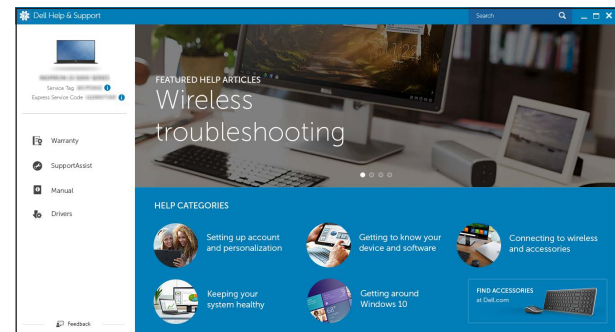 Dell Help & Support
Search
Service Tag
Express Service Code
Warranty
SupportAssist
Manual
Drivers
Feedback
FEATURED HELP ARTICLES
Wireless
troubleshooting
DELL
HELP CATEGORIES
Setting up account
and personalization
Getting to know your
device and software
Connecting to wireless
and accessories
Keeping your
system healthy
Getting around
Windows 10
FIND ACCESSORIES
at Dell.com